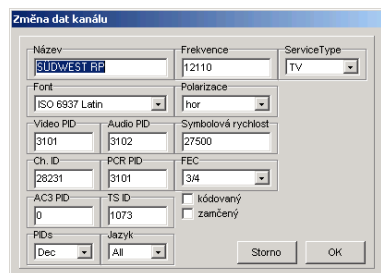 Změna dat kanálu
Název Frekvence ServiceType
SÜDWEST RP 12110 TV
Font Polarizace
ISO 6937 Latin hor
Video PID Audio PID Symbolová rychlost
3101 3102 27500
Ch. ID PCR PID FEC
28231 3101 3/4
AC3 PID TS ID kódovaný
0 1073 zamčený
PIDs Jazyk
Dec All Storno OK